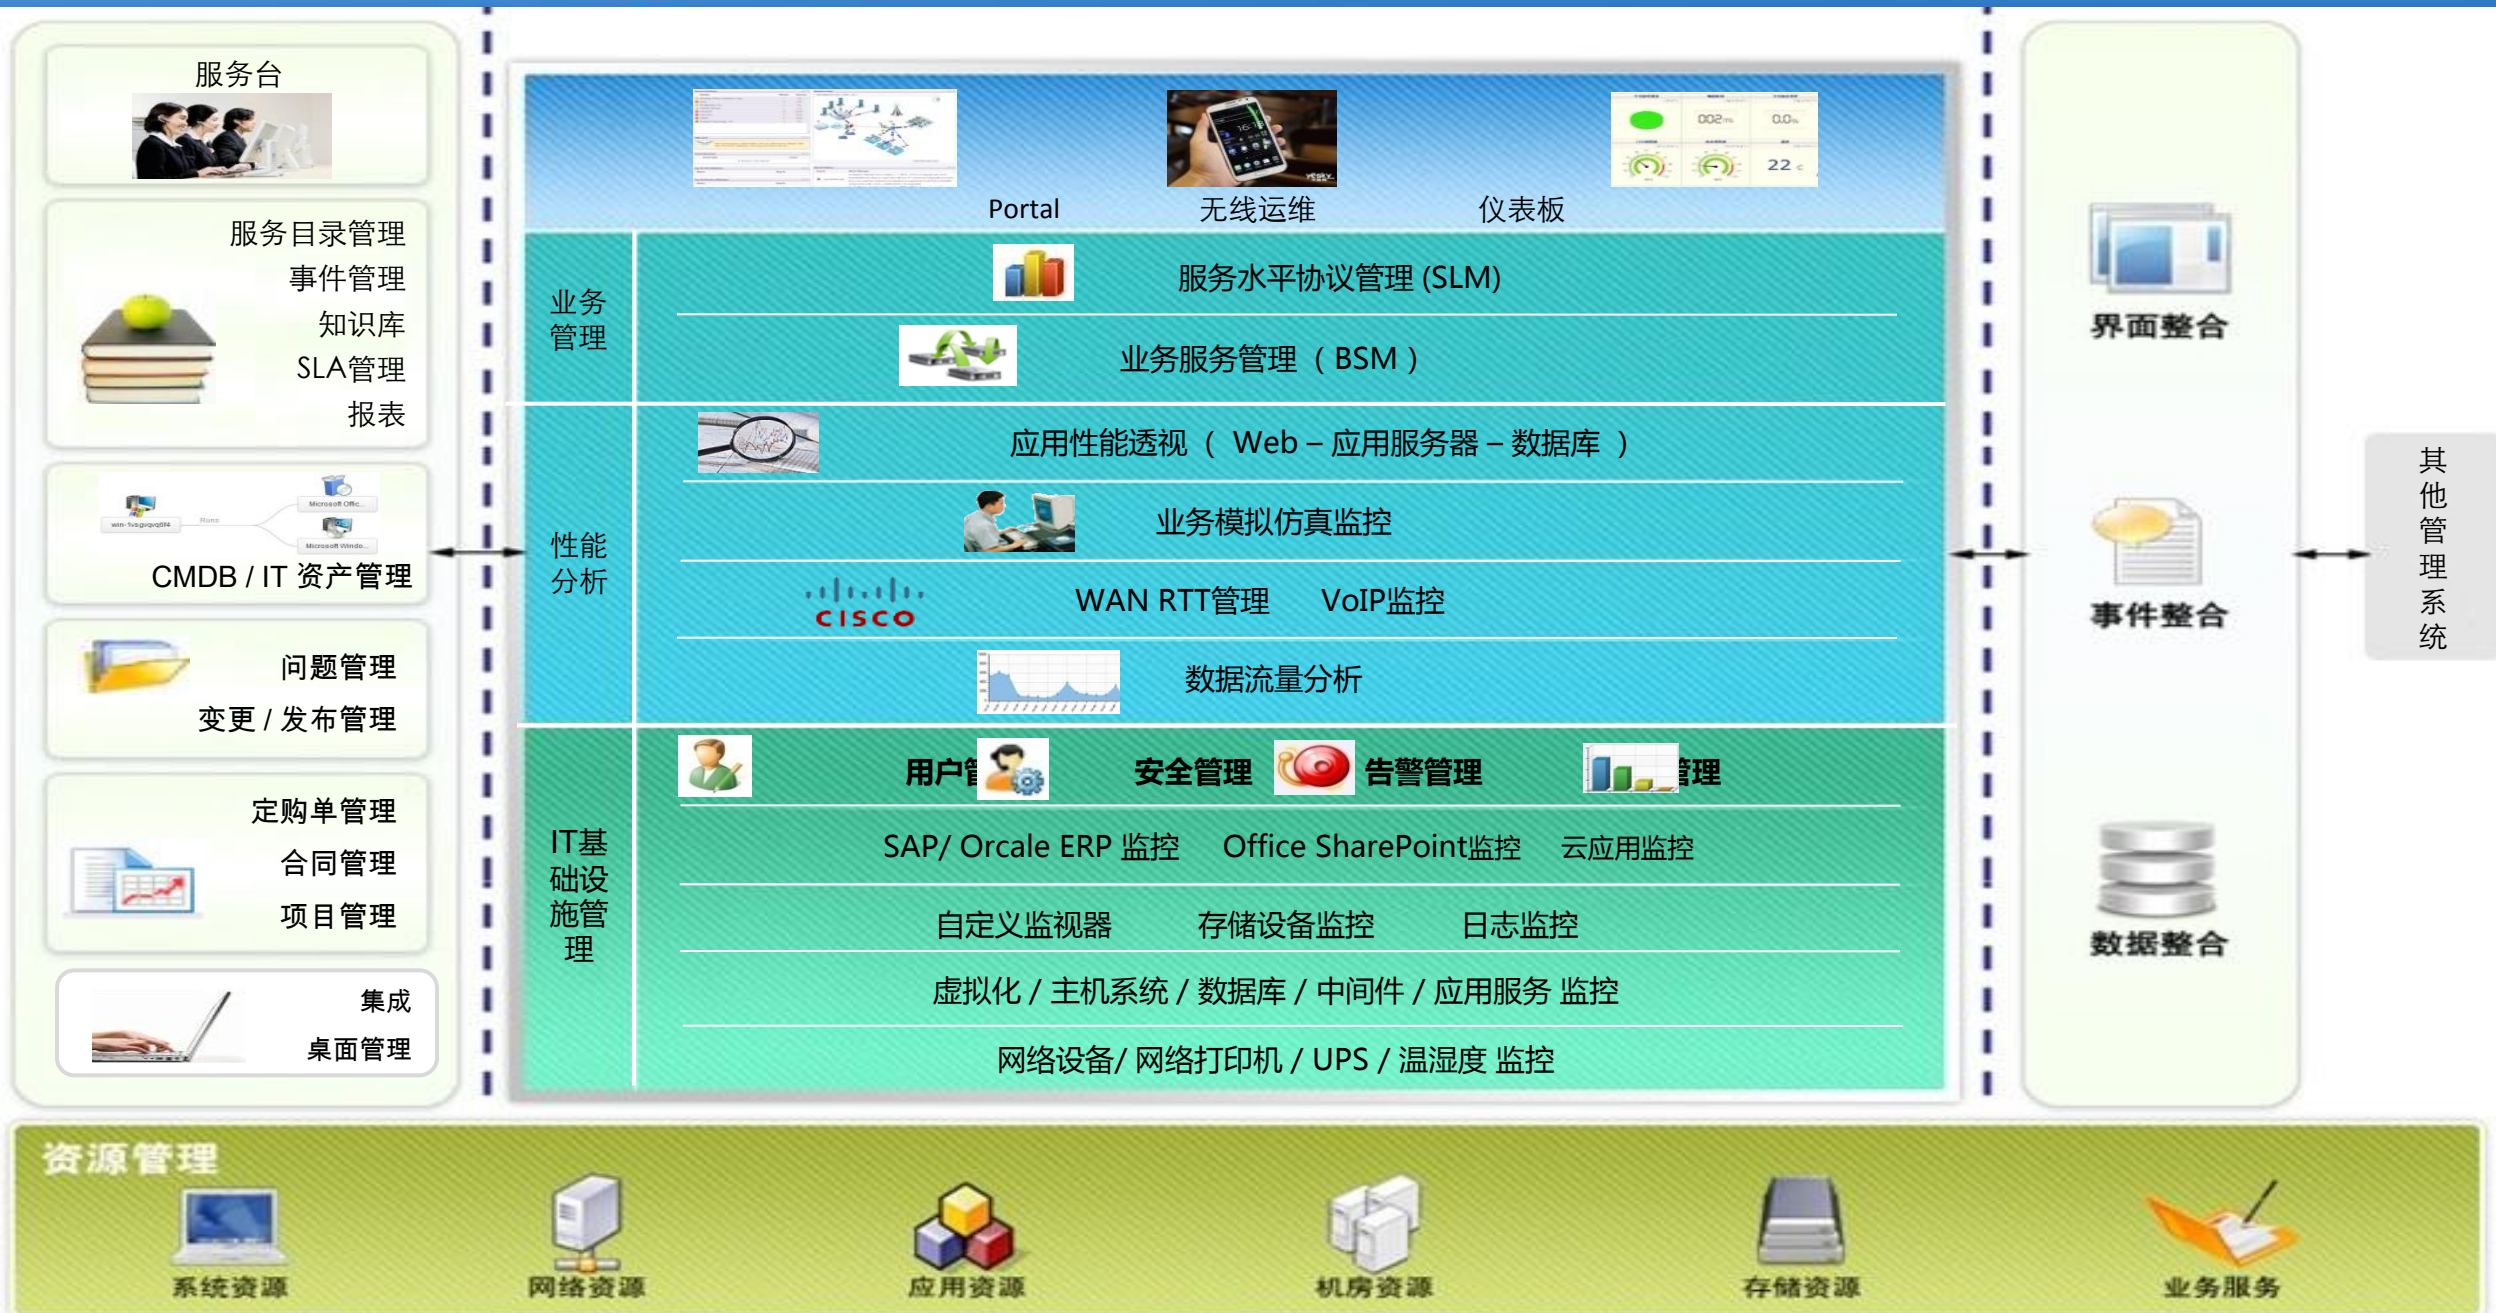 服务台
服务目录管理
事件管理
知识库
SLA管理
报表
win-1vsgvqvq6f4
Runs
Microsoft Offic...
Microsoft Windo...
CMDB / IT 资产管理
问题管理
变更 / 发布管理
定购单管理
合同管理
项目管理
集成
桌面管理
Portal
无线运维
仪表板
yesky
22
业务
管理
服务水平协议管理 (SLM)
业务服务管理（ BSM ）
性能
分析
应用性能透视（ Web – 应用服务器 – 数据库 ）
业务模拟仿真监控
CISCO
WAN RTT管理 VoIP监控
数据流量分析
IT基
础设
施管
理
用户 安全管理 告警管理 管理
SAP/ Orcale ERP 监控 Office SharePoint监控 云应用监控
自定义监视器 存储设备监控 日志监控
虚拟化 / 主机系统 / 数据库 / 中间件 / 应用服务 监控
网络设备/ 网络打印机 / UPS / 温湿度 监控
界面整合
事件整合
数据整合
其他管理系统
资源管理
系统资源
网络资源
应用资源
机房资源
存储资源
业务服务